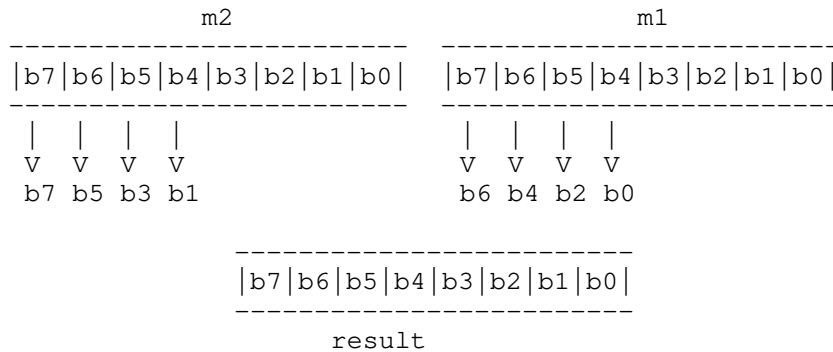 m2 m1
------------------------- -------------------------
|b7|b6|b5|b4|b3|b2|b1|b0| |b7|b6|b5|b4|b3|b2|b1|b0|
------------------------- -------------------------
| | | | | | | |
V V V V V V V V
b7 b5 b3 b1 b6 b4 b2 b0
-------------------------
|b7|b6|b5|b4|b3|b2|b1|b0|
-------------------------
result